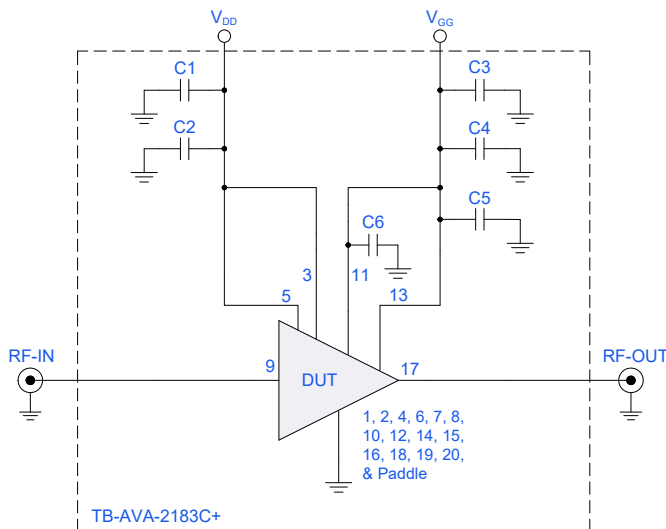 VDD
VGG
C1
C3
C2
C4
C5
C6
3
11
5
13
RF-IN
9
DUT
17
RF-OUT
1, 2, 4, 6, 7, 8,
10, 12, 14, 15,
16, 18, 19, 20,
& Paddle
TB-AVA-2183C+